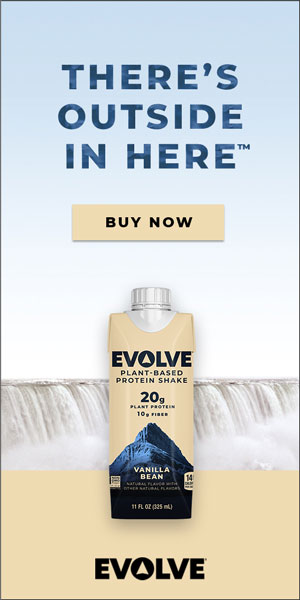 THERE'S
OUTSIDE
IN HERE™
BUY NOW
EVOLVE
PLANT-BASED
PROTEIN SHAKE
20g
PLANT PROTEIN
10g FIBER
VANILLA
BEAN
NATURAL FLAVOR WITH
OTHER NATURAL FLAVORS
11 FL OZ (325 mL)
EVOLVE